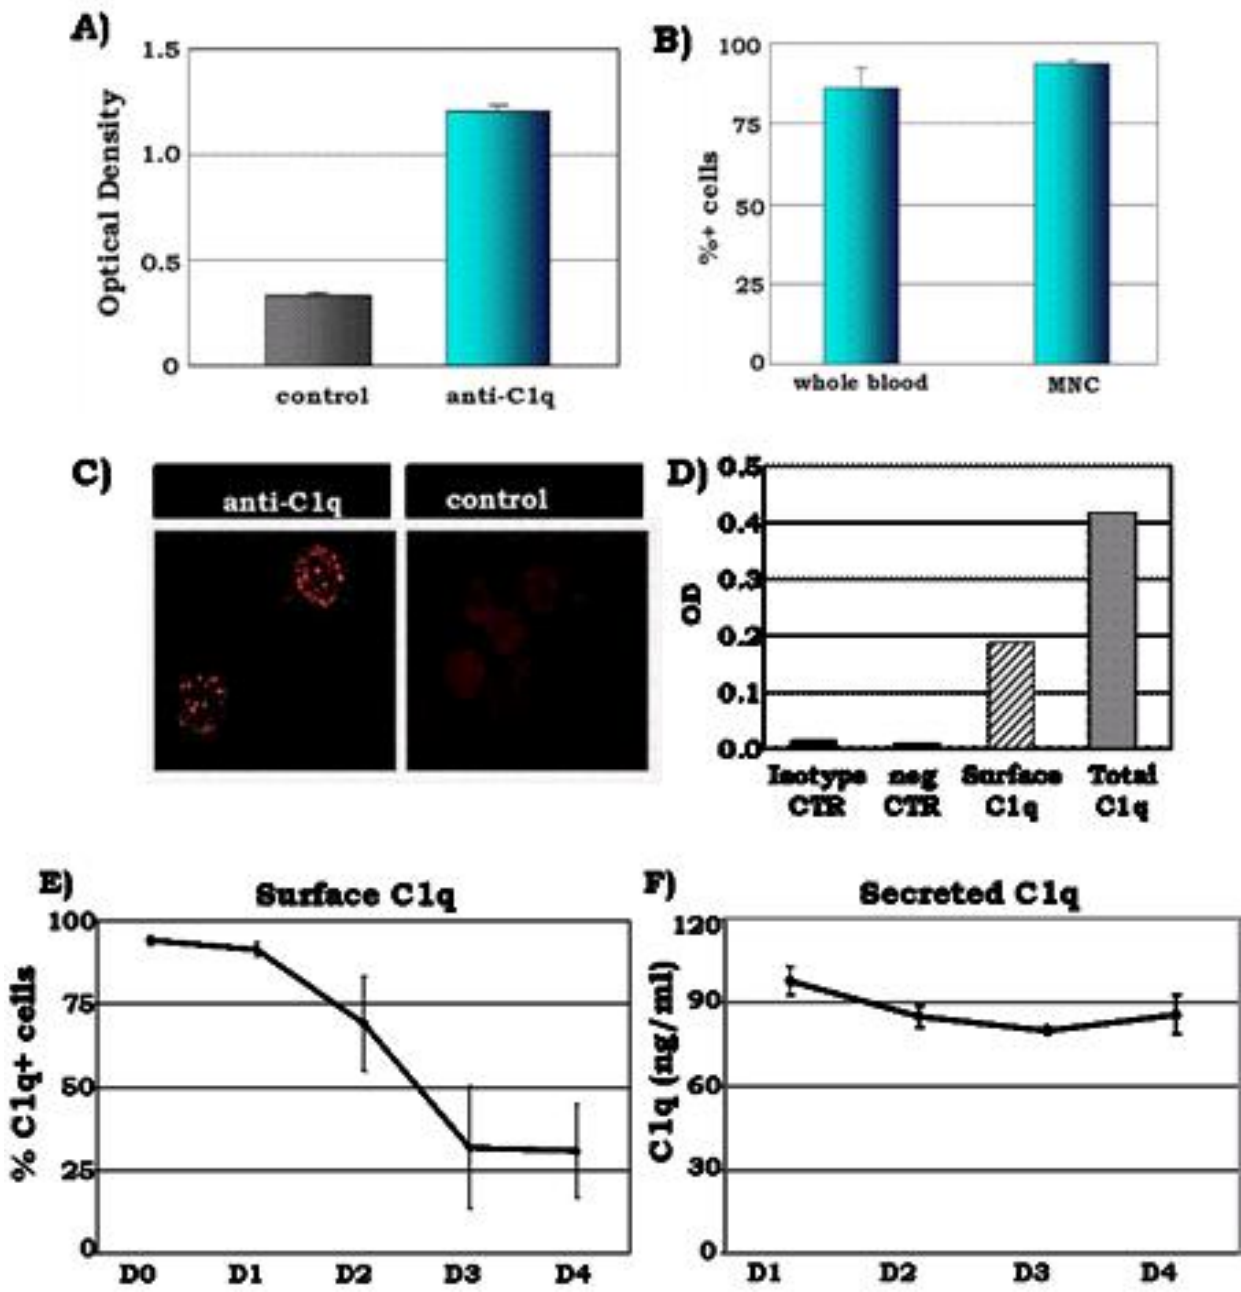 A)
1.5
1.0
0.5
0
Optical Density
control anti-C1q
B)
100
75
50
25
0
%+ cells
whole blood MNC
C)
anti-C1q control
D)
0.5
0.4
0.3
0.2
0.1
0.0
OD
Isotype neg Surface Total
CTR CTR C1q C1q
E)
Surface C1q
100
75
50
25
0
% C1q+ cells
D0 D1 D2 D3 D4
F)
Secreted C1q
120
90
60
30
0
C1q (ng/ml)
D1 D2 D3 D4